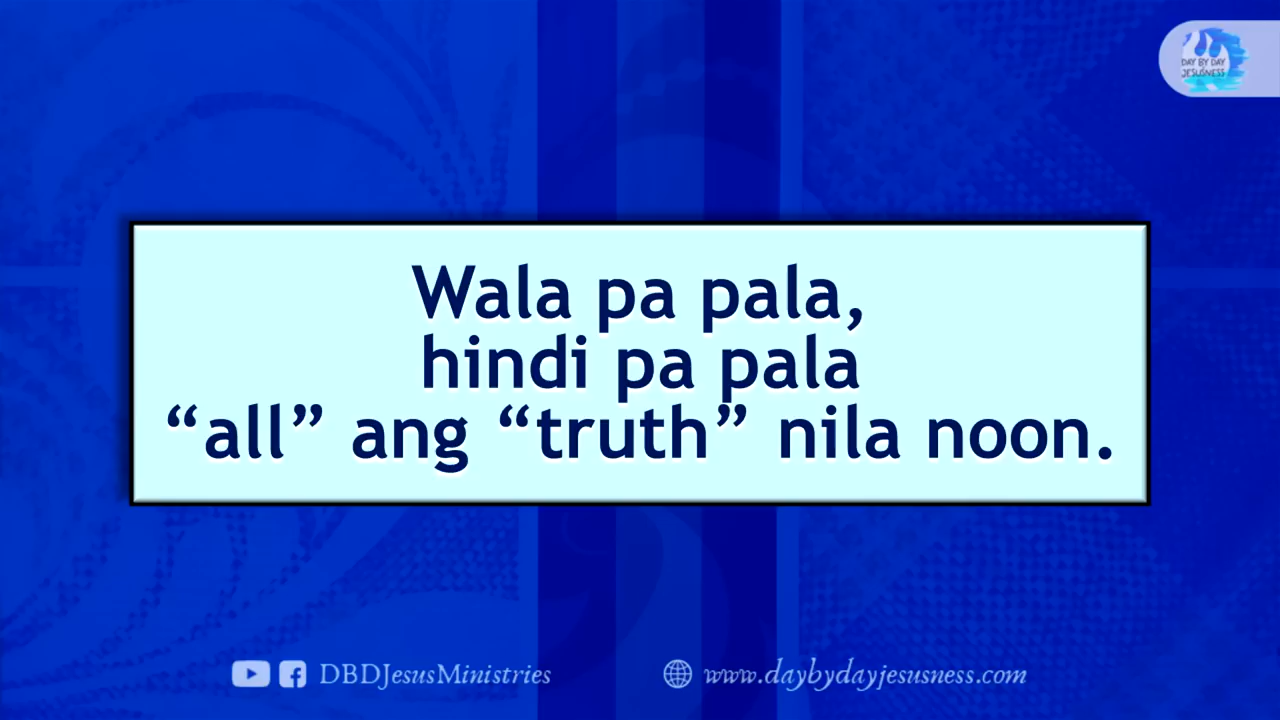 DAY BY DAY
JESUSNESS
Wala pa pala,
hindi pa pala
“all” ang “truth” nila noon.
DBDJesusMinistries
www.daybydayjesusness.com